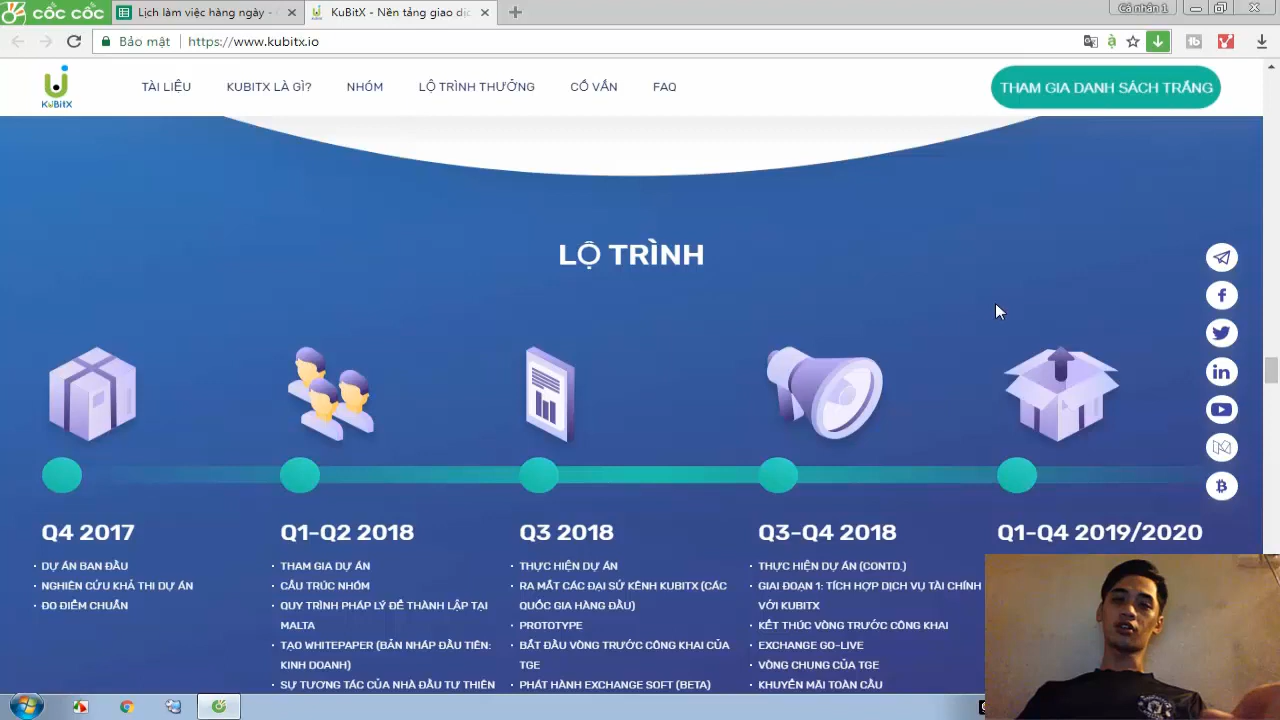 cốc cốc
Lịch làm việc hàng ngày -
KuBitX - Nền tảng giao dịc
Cá nhân 1
Bảo mật
https://www.kubitx.io
KuBitX
TÀI LIỆU
KUBITX LÀ GÌ?
NHÓM
LỘ TRÌNH THƯỞNG
CỐ VẤN
FAQ
THAM GIA DANH SÁCH TRẮNG
LỘ TRÌNH
Q4 2017
DỰ ÁN BAN ĐẦU
NGHIÊN CỨU KHẢ THI DỰ ÁN
ĐO ĐIỂM CHUẨN
Q1-Q2 2018
THAM GIA DỰ ÁN
CẤU TRÚC NHÓM
QUY TRÌNH PHÁP LÝ ĐỂ THÀNH LẬP TẠI
MALTA
TẠO WHITEPAPER (BẢN NHÁP ĐẦU TIÊN:
KINH DOANH)
SỰ TƯƠNG TÁC CỦA NHÀ ĐẦU TƯ THIÊN
Q3 2018
THỰC HIỆN DỰ ÁN
RA MẮT CÁC ĐẠI SỨ KÊNH KUBITX (CÁC
QUỐC GIA HÀNG ĐẦU)
PROTOTYPE
BẮT ĐẦU VÒNG TRƯỚC CÔNG KHAI CỦA
TGE
PHÁT HÀNH EXCHANGE SOFT (BETA)
Q3-Q4 2018
THỰC HIỆN DỰ ÁN (CONTD.)
GIAI ĐOẠN 1: TÍCH HỢP DỊCH VỤ TÀI CHÍNH
VỚI KUBITX
KẾT THÚC VÒNG TRƯỚC CÔNG KHAI
EXCHANGE GO-LIVE
VÒNG CHUNG CỦA TGE
KHUYẾN MÃI TOÀN CẦU
Q1-Q4 2019/2020